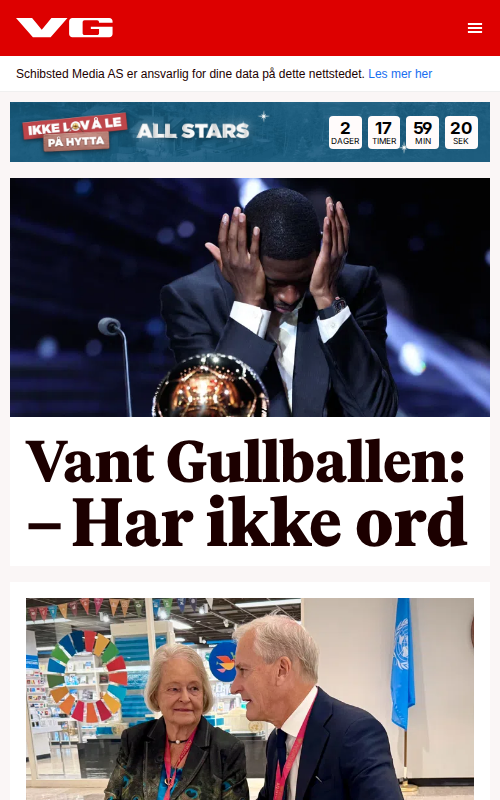 VG
Schibsted Media AS er ansvarlig for dine data på dette nettstedet. Les mer her
IKKE LOV Å LE
PÅ HYTTA
ALL STARS
2 17 59 20
DAGER TIMER MIN SEK
Vant Gullballen:
– Har ikke ord